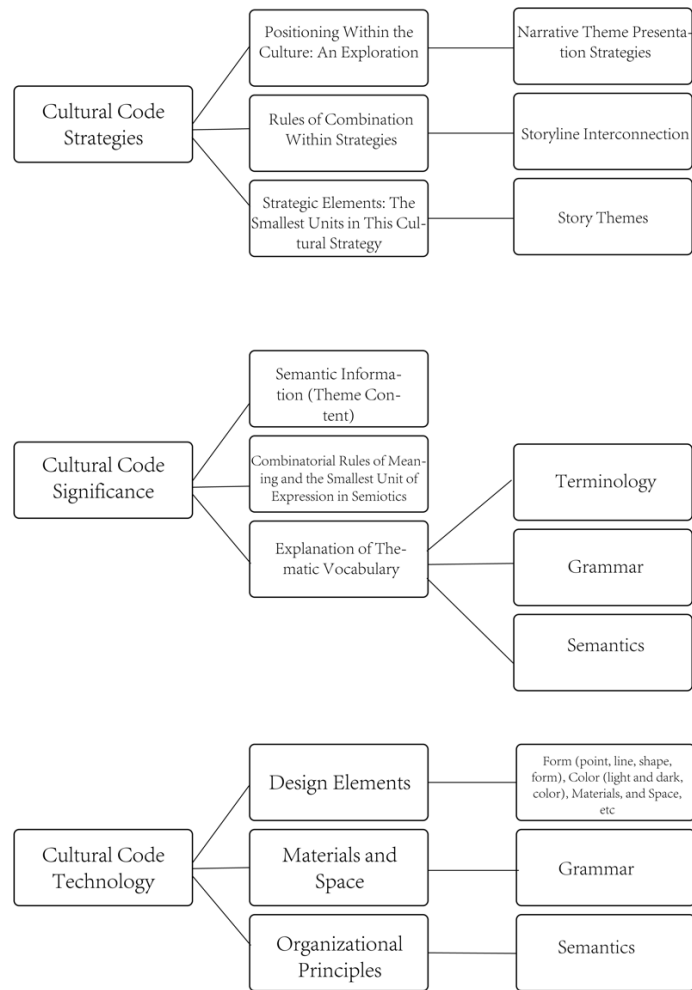 Positioning Within the
Culture: An Exploration
Narrative Theme Presenta-
tion Strategies
Cultural Code
Strategies
Rules of Combination
Within Strategies
Storyline Interconnection
Strategic Elements: The
Smallest Units in This Cul-
tural Strategy
Story Themes
Semantic Informa-
tion (Theme Con-
tent)
Cultural Code
Significance
Combinatorial Rules of Mean-
ing and the Smallest Unit of
Expression in Semiotics
Explanation of The-
matic Vocabulary
Terminology
Grammar
Semantics
Design Elements
Form (point, line, shape,
form), Color (light and dark,
color), Materials, and Space,
etc
Cultural Code
Technology
Materials and
Space
Grammar
Organizational
Principles
Semantics